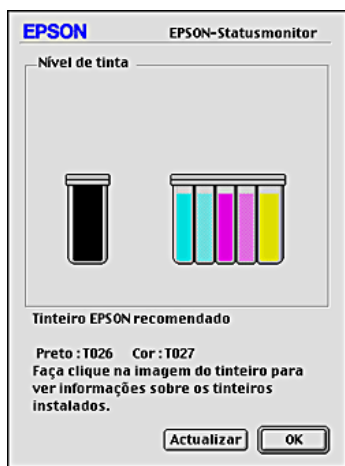 EPSON EPSON-Statusmonitor
Nível de tinta
Tinteiro EPSON recomendado
Preto : T026 Cor : T027
Faça clique na imagem do tinteiro para
ver informações sobre os tinteiros
instalados.
Actualizar OK